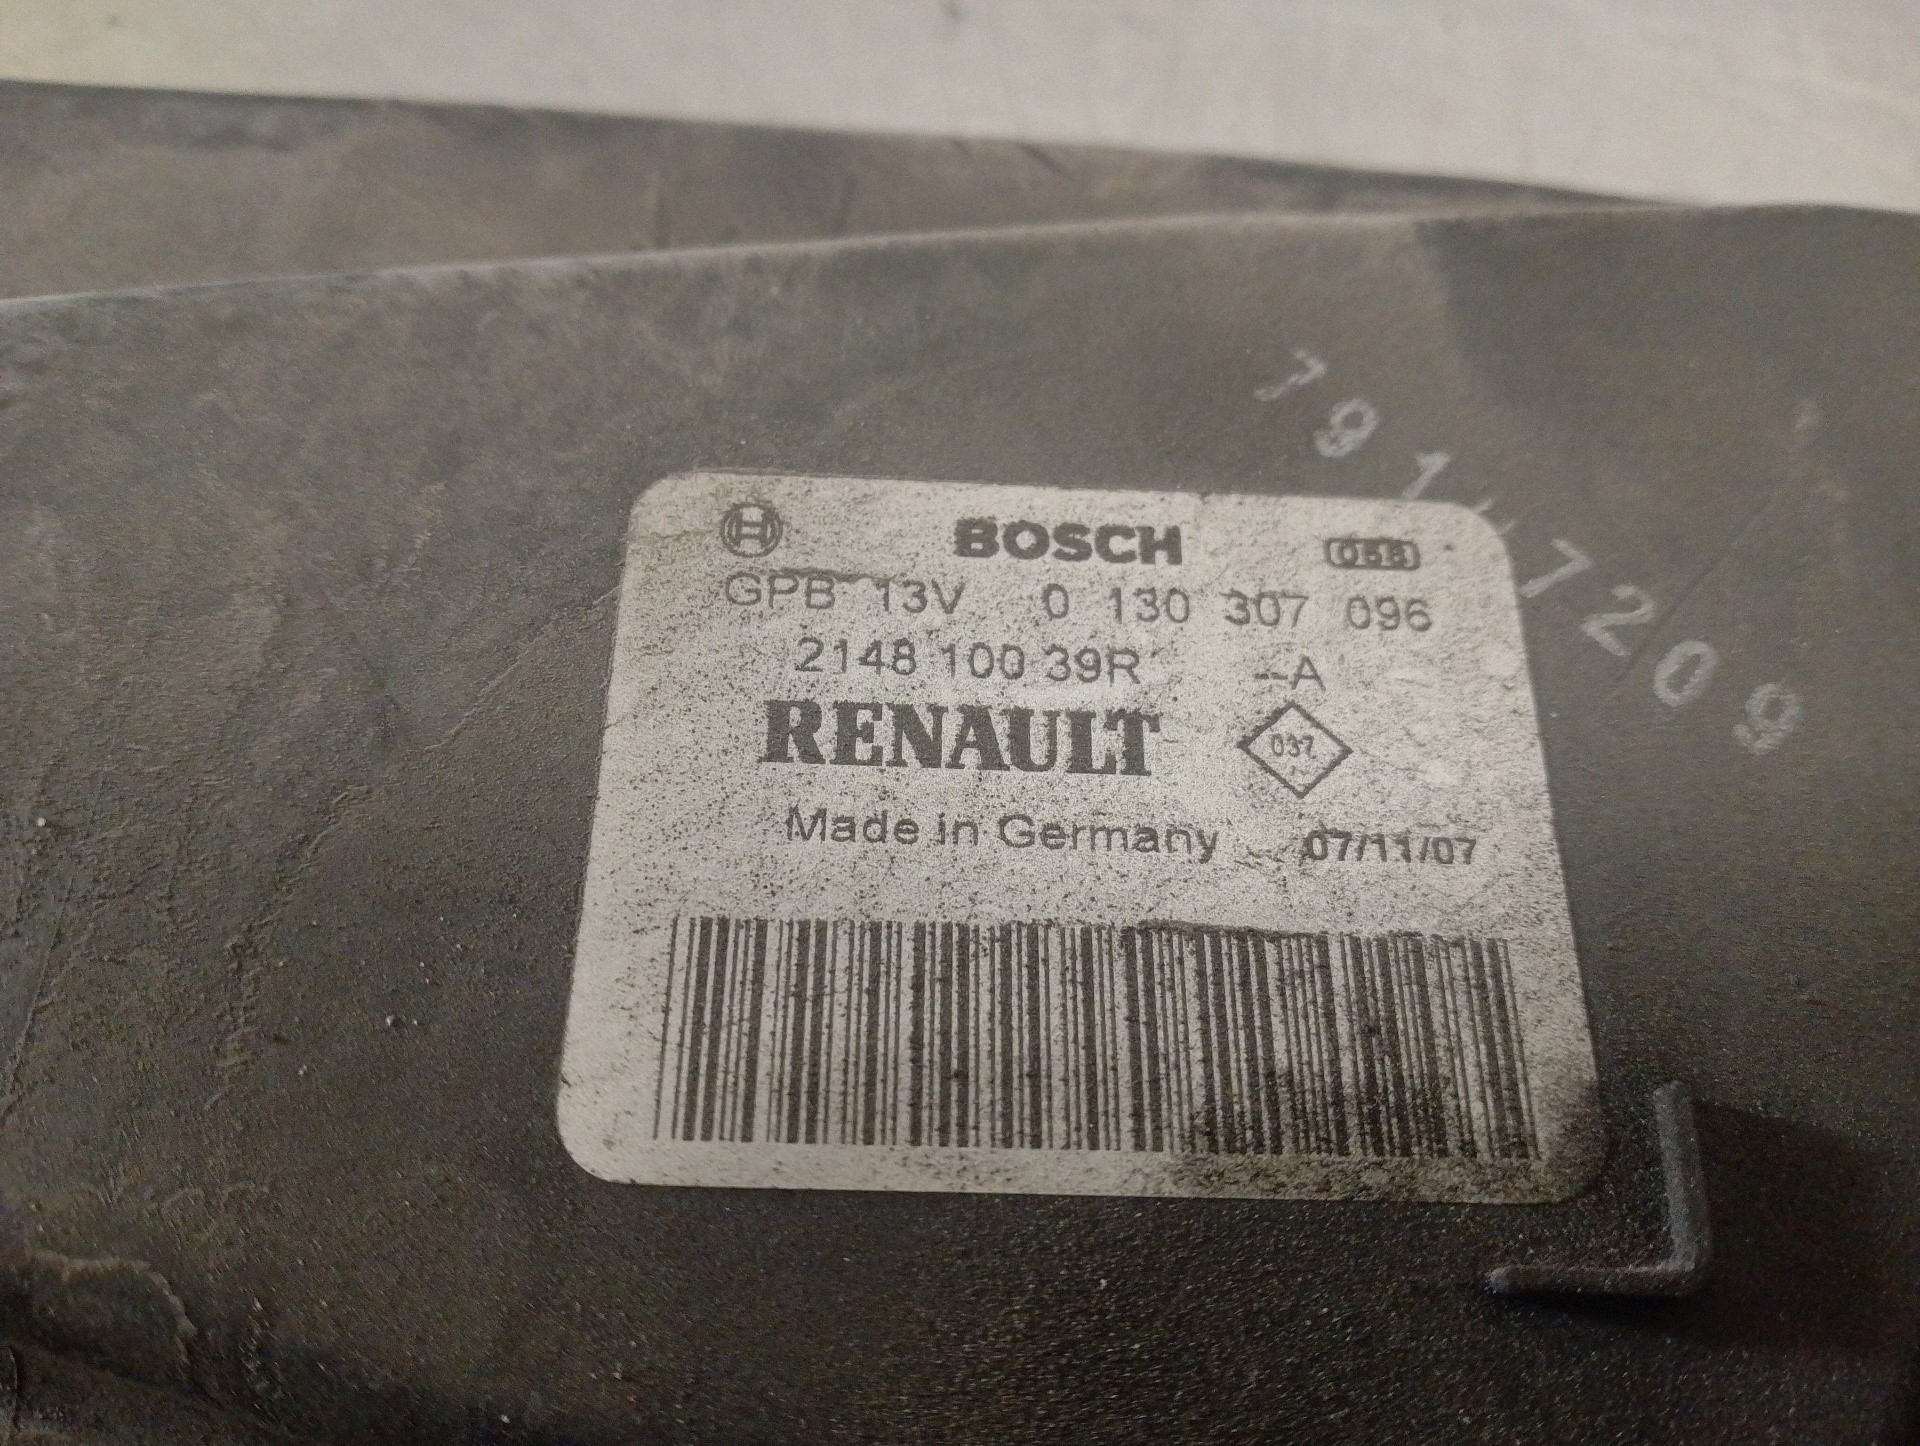 BOSCH 058
GPB 13V 0 130 307 096
2148 100 39R --A
RENAULT 037
Made in Germany 07/11/07